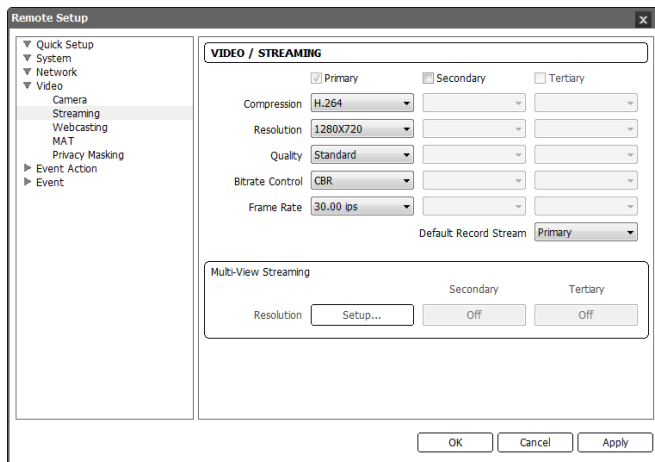 Remote Setup
x
Quick Setup
System
Network
Video
Camera
Streaming
Webcasting
MAT
Privacy Masking
Event Action
Event
VIDEO / STREAMING
Primary Secondary Tertiary
Compression H.264
Resolution 1280X720
Quality Standard
Bitrate Control CBR
Frame Rate 30.00 ips
Default Record Stream Primary
Multi-View Streaming
Secondary Tertiary
Resolution Setup... Off Off
OK Cancel Apply